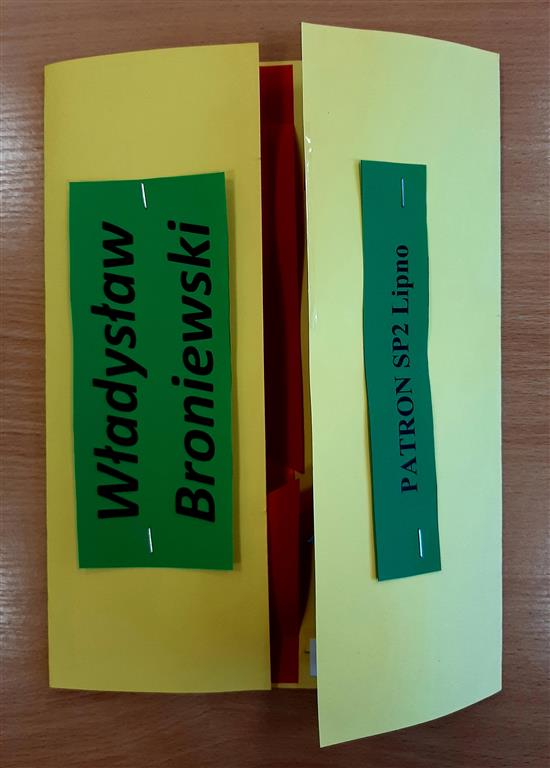 Władysław
Broniewski
PATRON SP2 Lipno